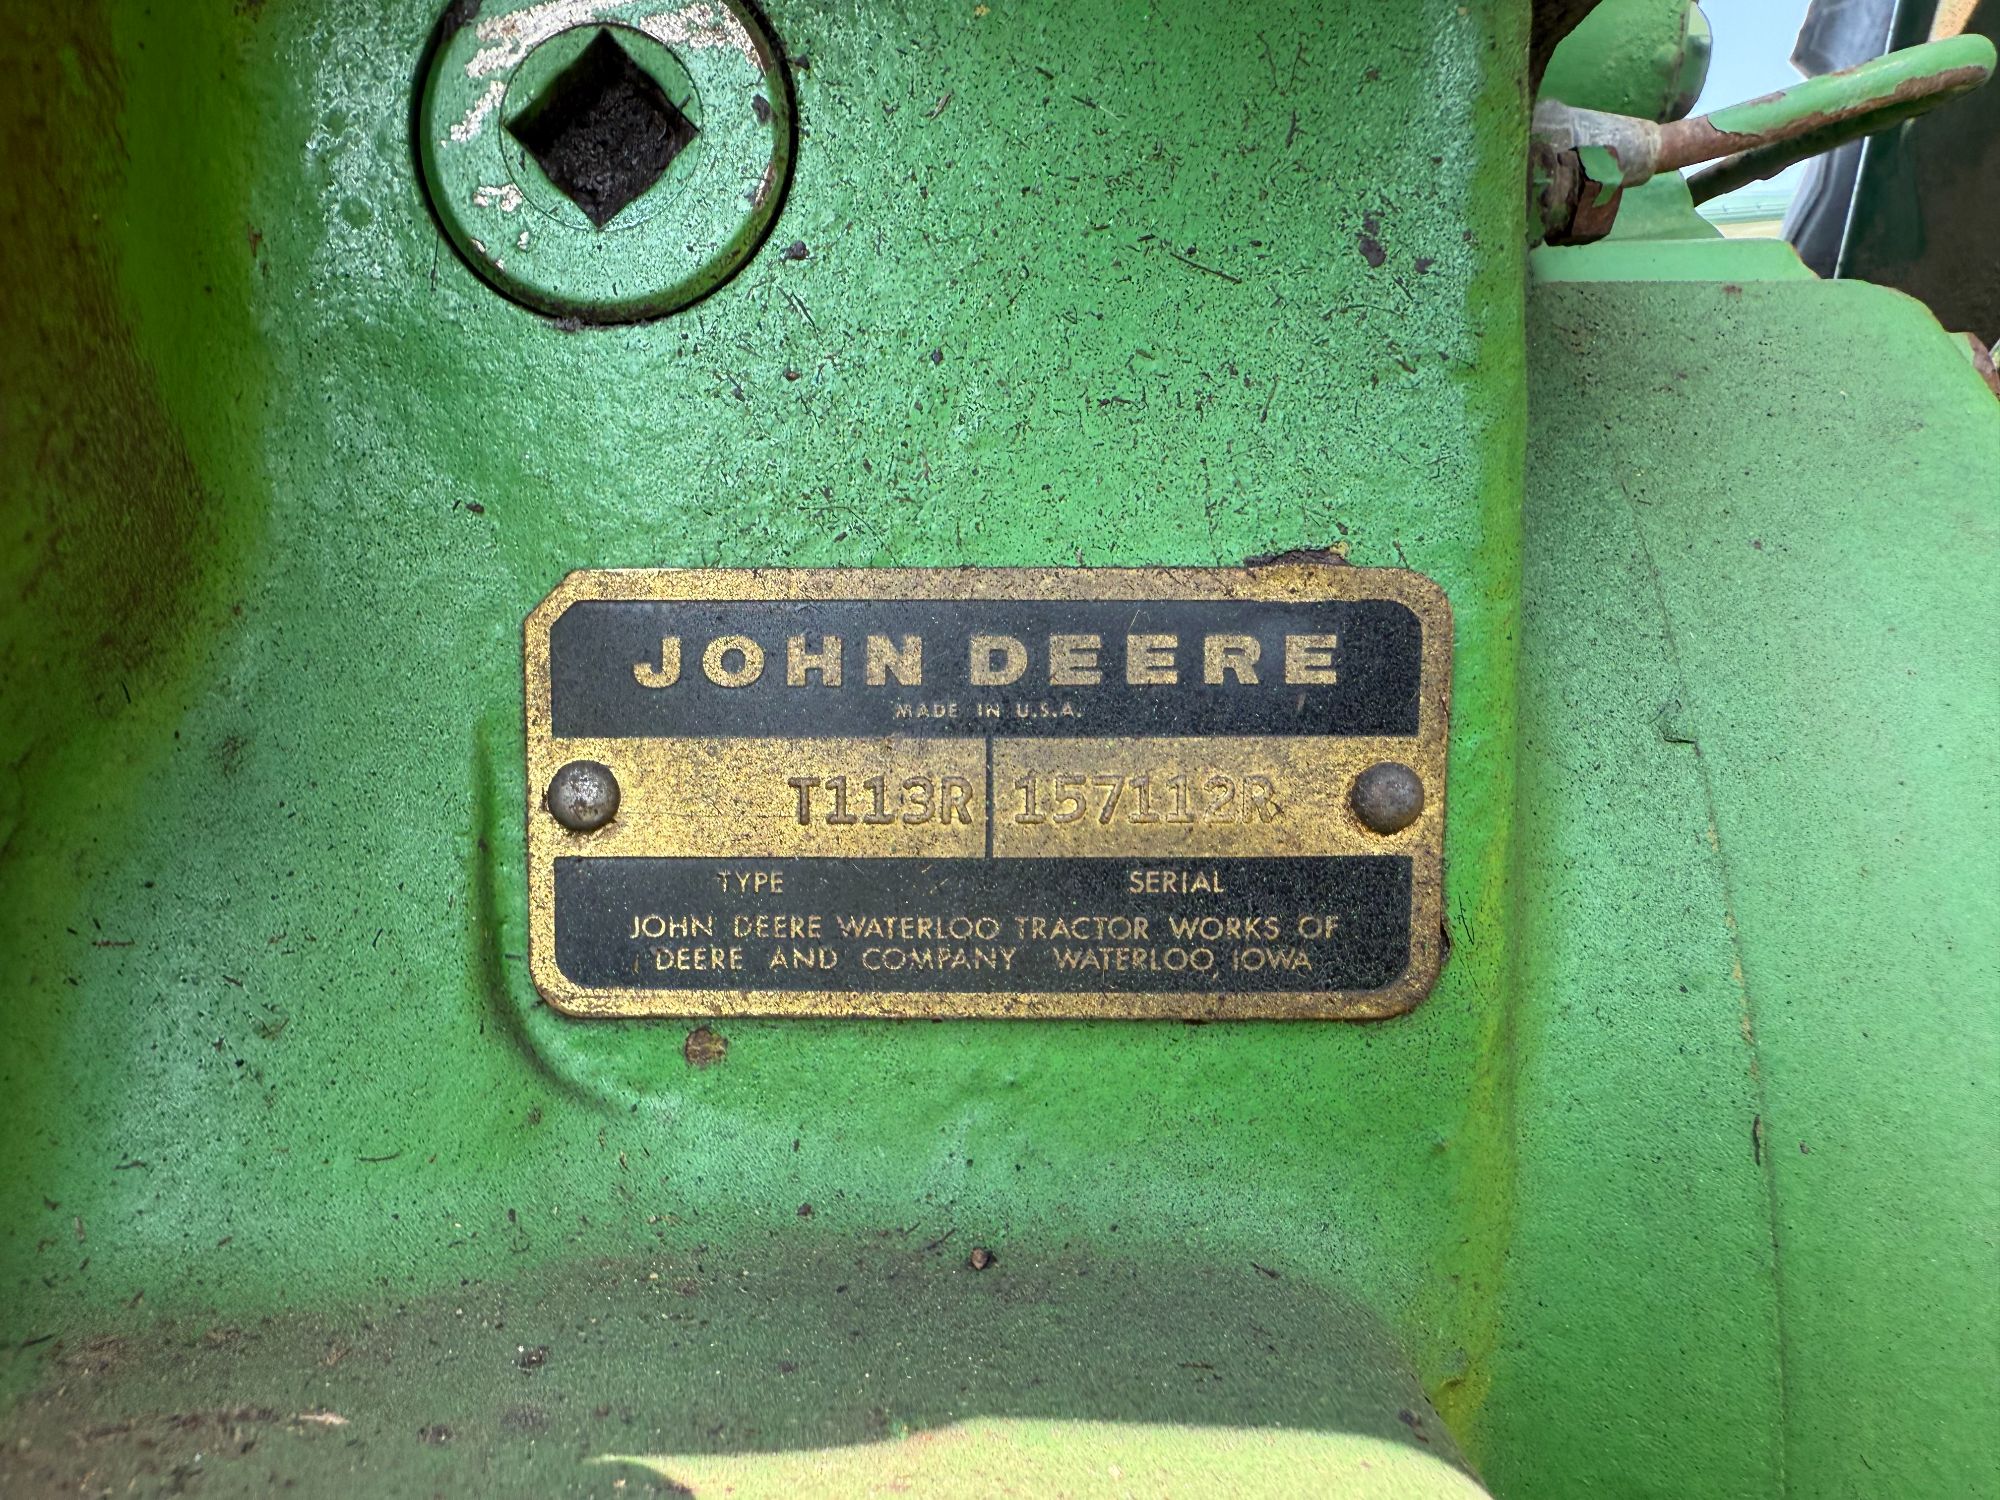 JOHN DEERE
MADE IN U.S.A.
T113R 157112R
TYPE SERIAL
JOHN DEERE WATERLOO TRACTOR WORKS OF
DEERE AND COMPANY WATERLOO, IOWA